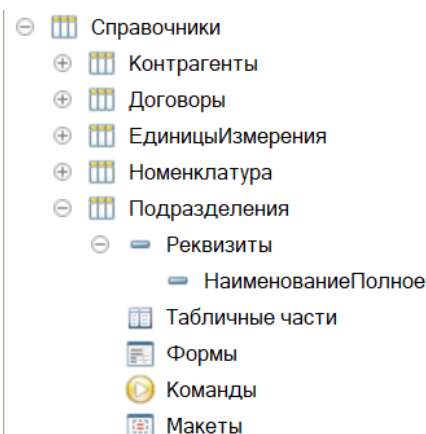 Справочники
Контрагенты
Договоры
ЕдиницыИзмерения
Номенклатура
Подразделения
Реквизиты
НаименованиеПолное
Табличные части
Формы
Команды
Макеты